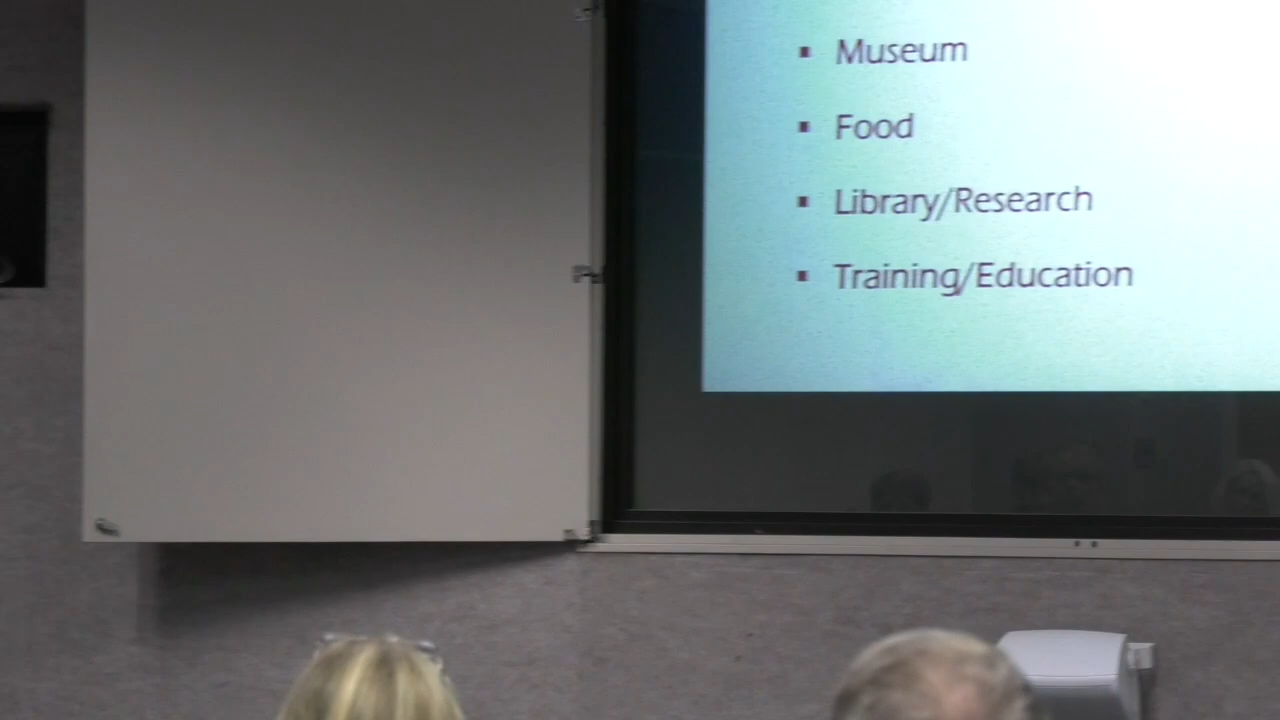 ▪ Museum
▪ Food
▪ Library/Research
▪ Training/Education